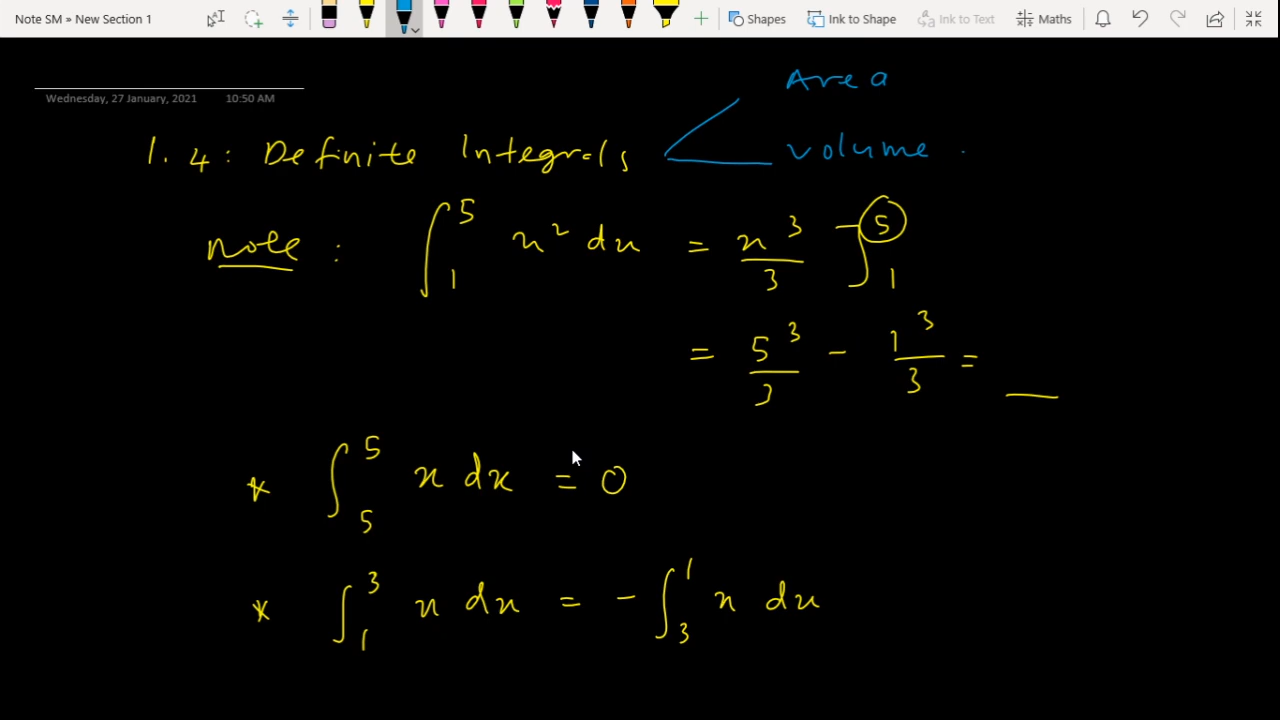 Note SM » New Section 1
Shapes
Ink to Shape
Ink to Text
Maths
Wednesday, 27 January, 2021 10:50 AM
Area
1.4: Definite Integrals
volume.
Note: ∫₁⁵ x² dx = x³/3 ]₁⁵
= 5³/3 - 1³/3 = __
* ∫₅⁵ x dx = 0
* ∫₁³ x dx = - ∫₃¹ x dx